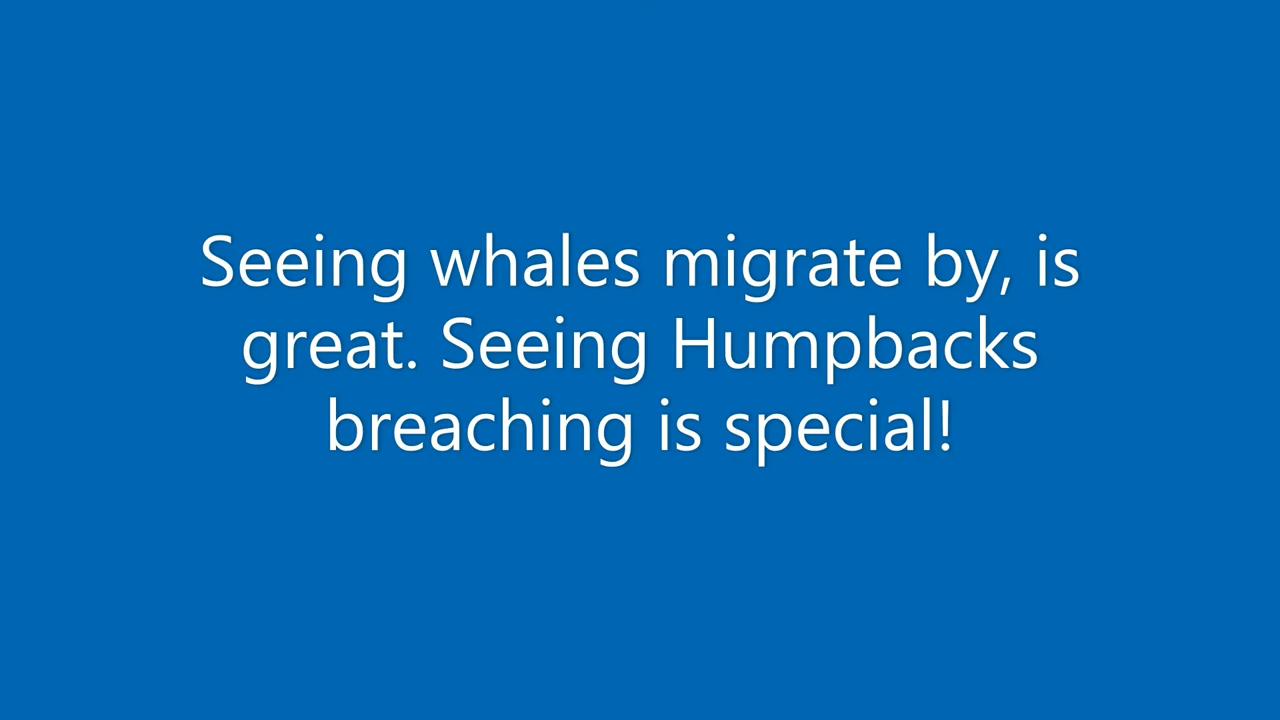 Seeing whales migrate by, is
great. Seeing Humpbacks
breaching is special!